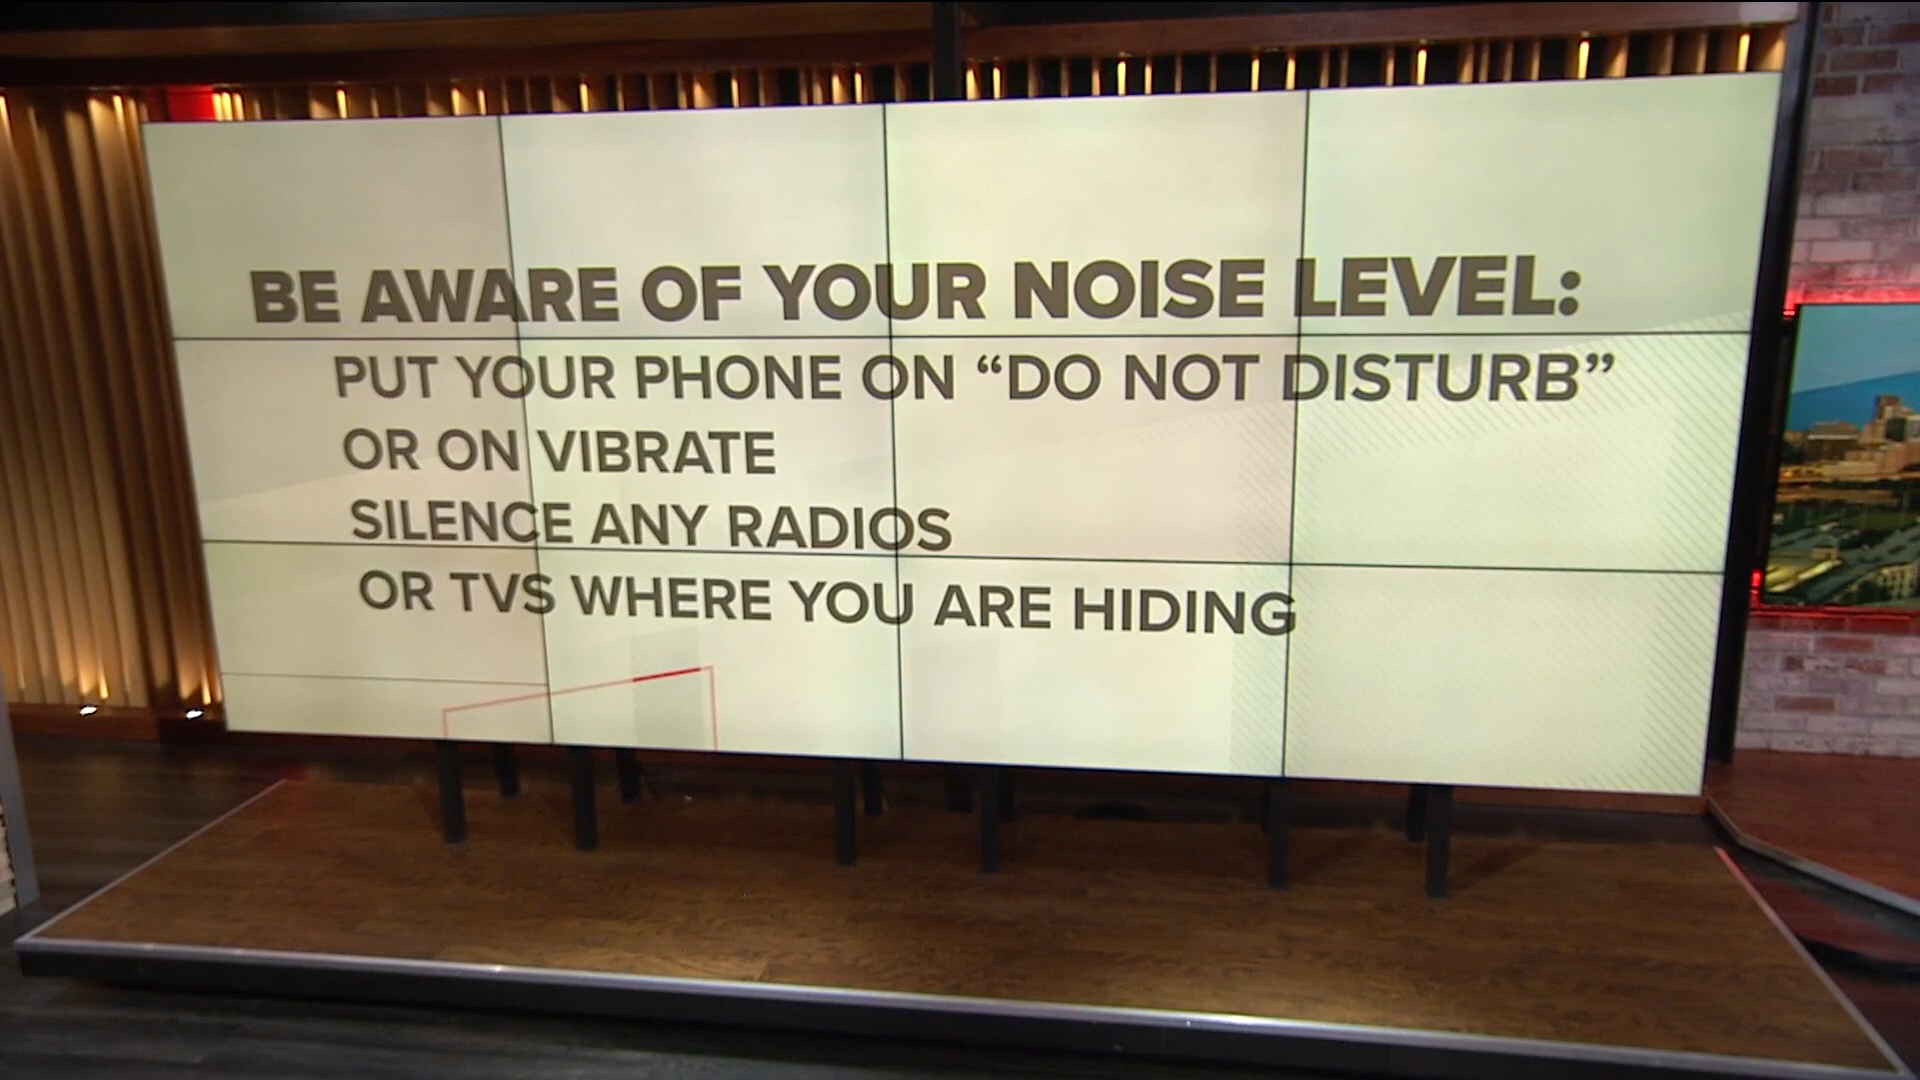 BE AWARE OF YOUR NOISE LEVEL:
PUT YOUR PHONE ON “DO NOT DISTURB”
OR ON VIBRATE
SILENCE ANY RADIOS
OR TVS WHERE YOU ARE HIDING